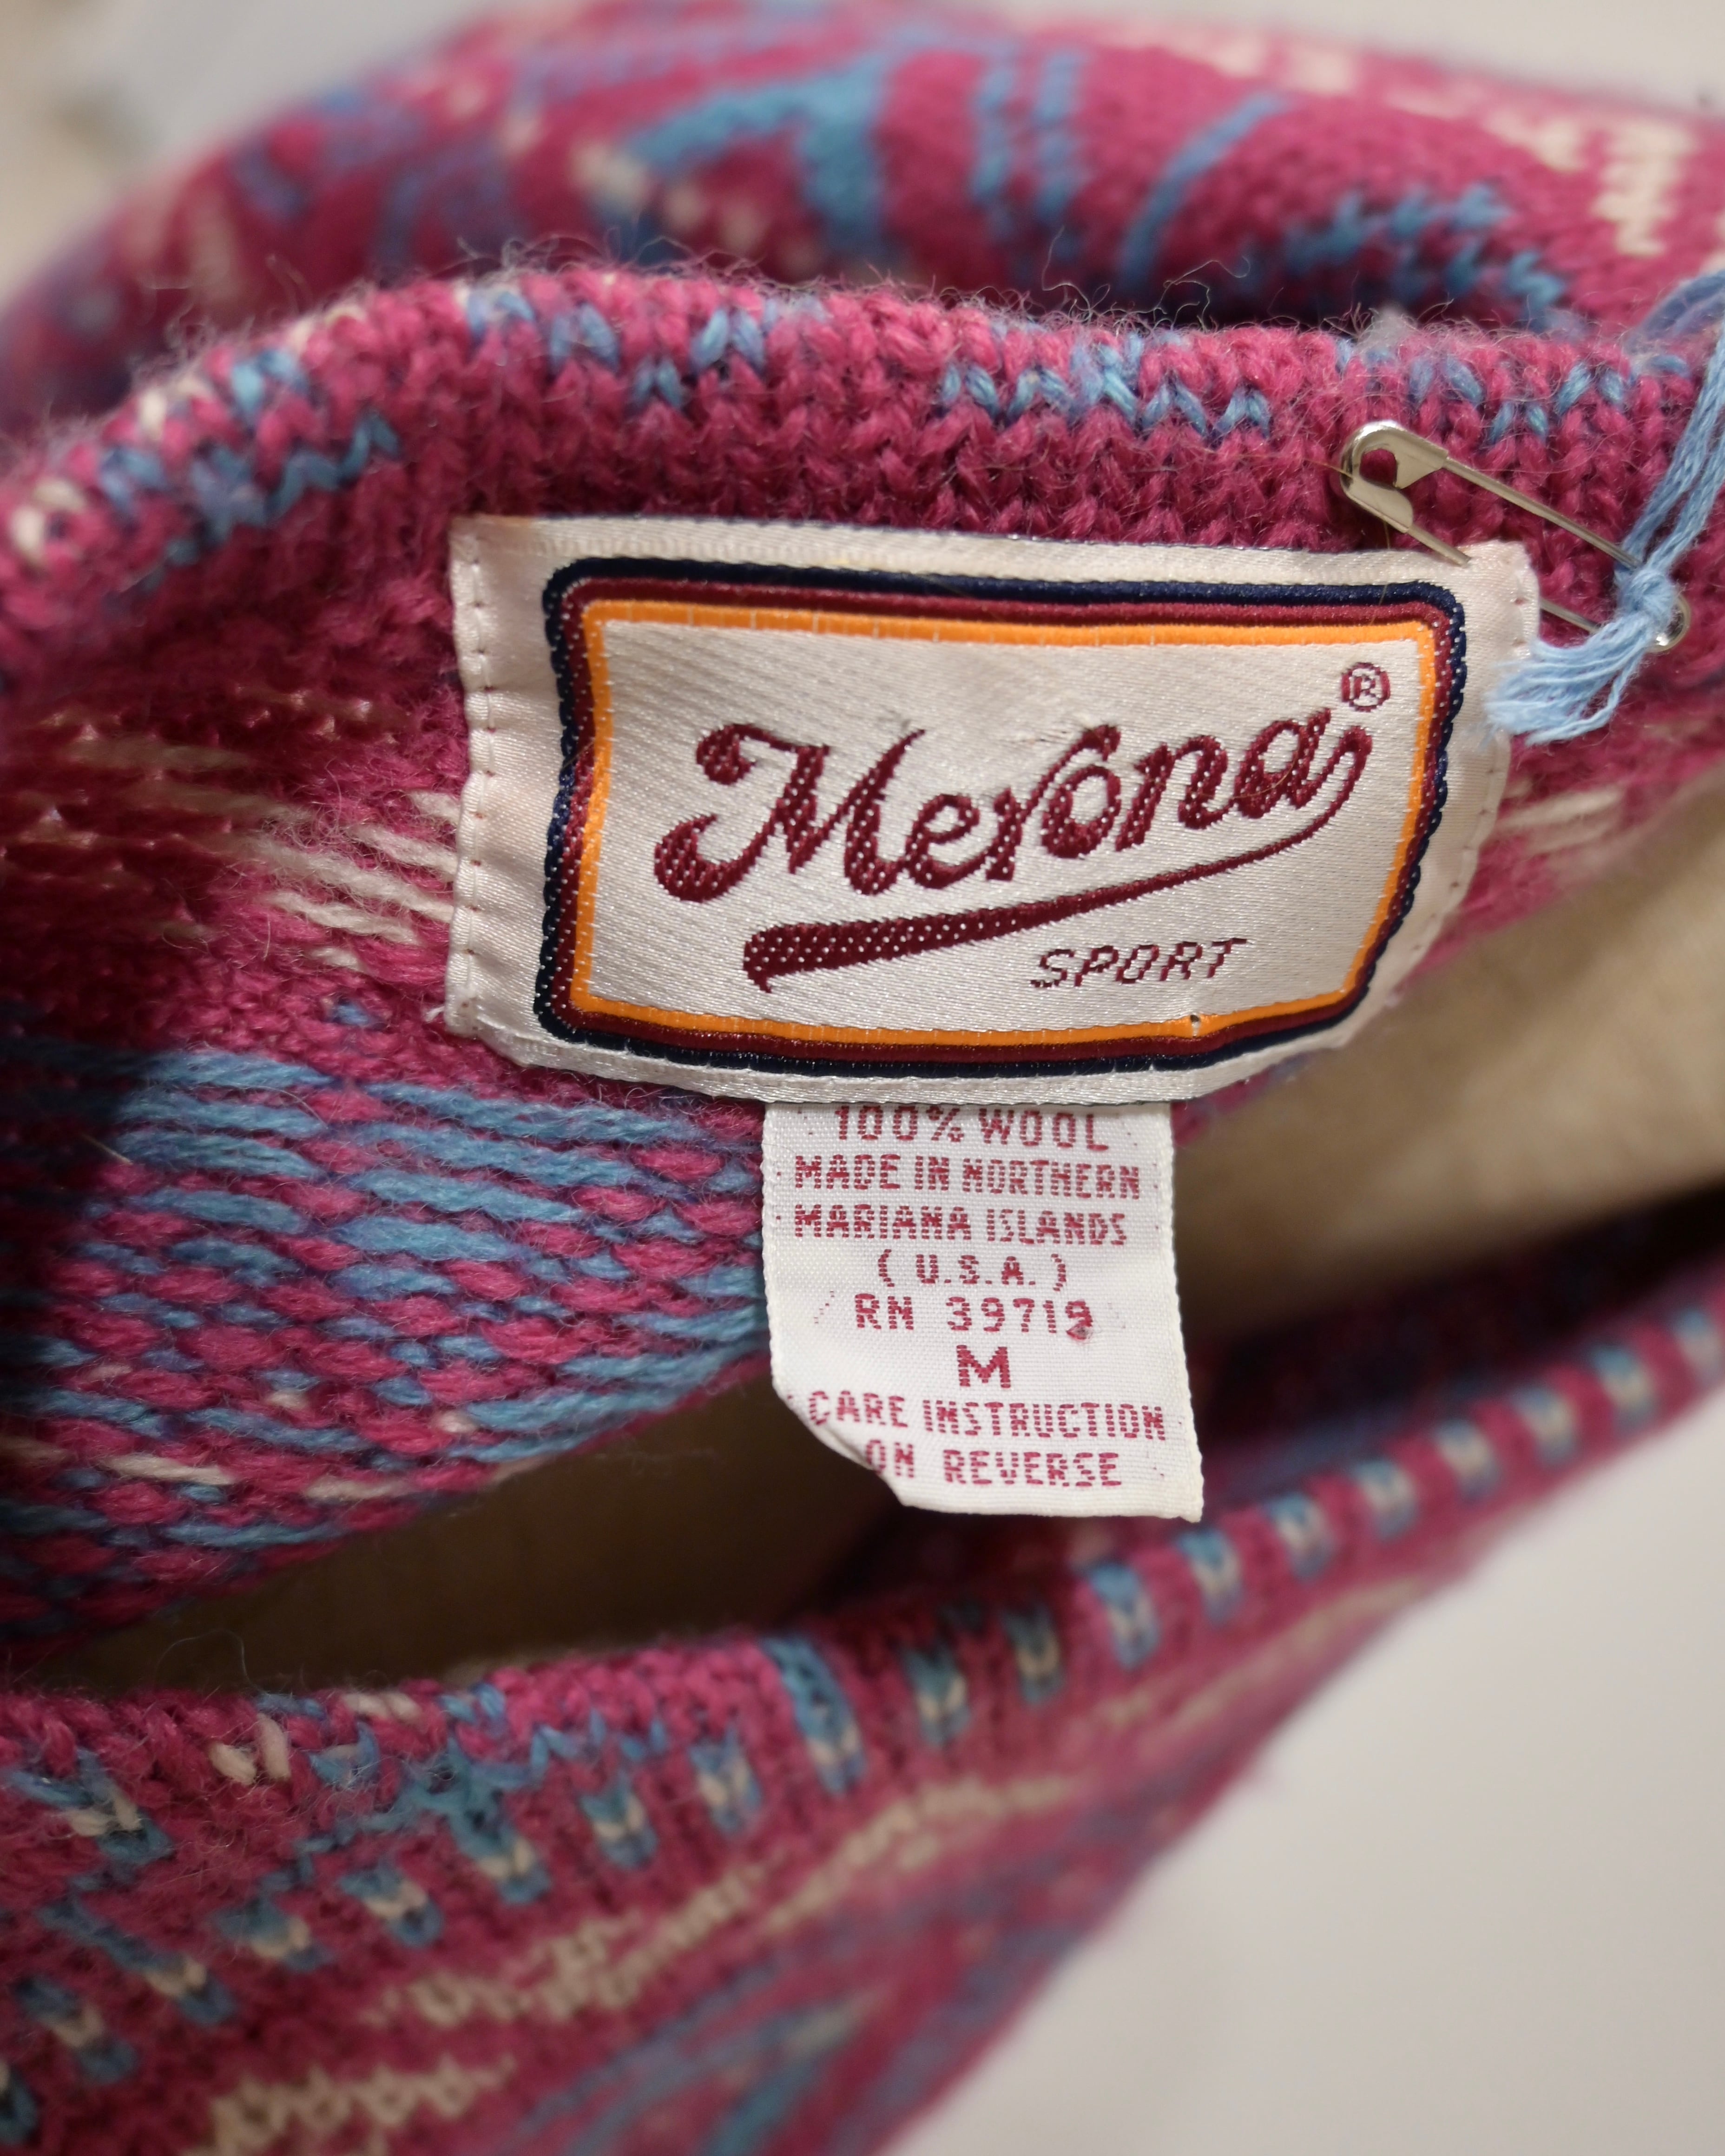 Merona®
SPORT
100% WOOL
MADE IN NORTHERN
MARIANA ISLANDS
(U.S.A.)
RN 39719
M
CARE INSTRUCTION
ON REVERSE